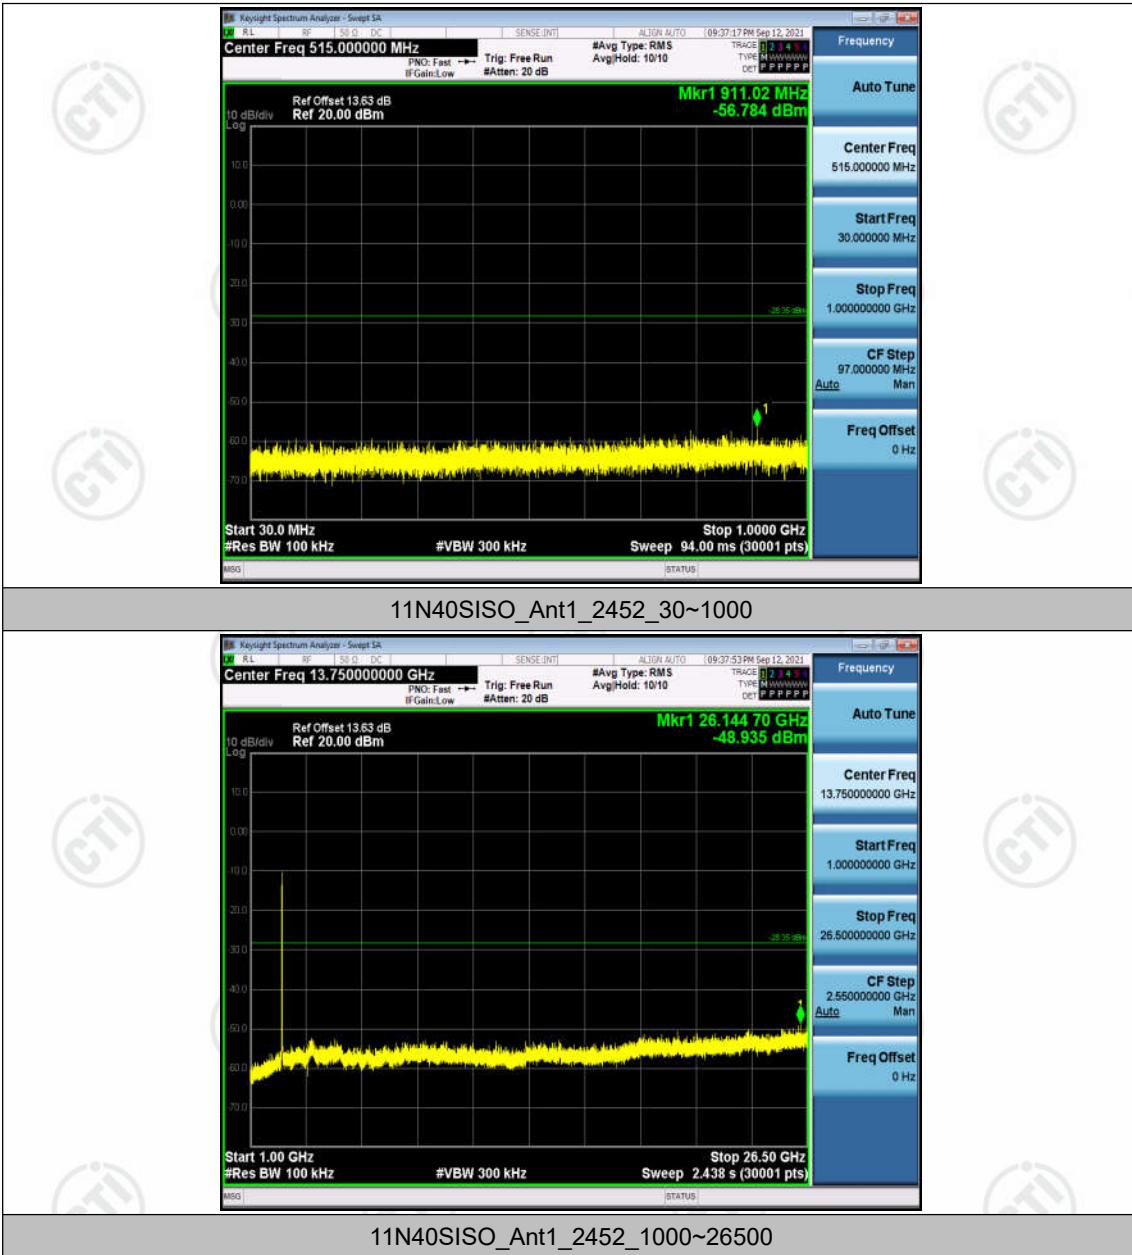 Keysight Spectrum Analyzer - Swept SA
RL RF 50 Ω DC SENSE:INT ALIGN AUTO 09:37:17 PM Sep 12, 2021
Center Freq 515.000000 MHz
PNO: Fast
IFGain:Low
Trig: Free Run
#Atten: 20 dB
#Avg Type: RMS
Avg|Hold: 10/10
TRACE 1 2 3 4 5 6
TYPE M WWWWW
DET P P P P P P
Frequency
Mkr1 911.02 MHz
-56.784 dBm
Ref Offset 13.63 dB
10 dB/div Ref 20.00 dBm
Log
10.0
0.00
-10.0
-20.0
-30.0
-40.0
-50.0
-60.0
-70.0
-28.35 dBm
1
Start 30.0 MHz Stop 1.0000 GHz
#Res BW 100 kHz #VBW 300 kHz Sweep 94.00 ms (30001 pts)
MSG STATUS
Auto Tune
Center Freq
515.000000 MHz
Start Freq
30.000000 MHz
Stop Freq
1.000000000 GHz
CF Step
97.000000 MHz
Auto Man
Freq Offset
0 Hz
11N40SISO_Ant1_2452_30~1000
Keysight Spectrum Analyzer - Swept SA
RL RF 50 Ω DC SENSE:INT ALIGN AUTO 09:37:53 PM Sep 12, 2021
Center Freq 13.750000000 GHz
PNO: Fast
IFGain:Low
Trig: Free Run
#Atten: 20 dB
#Avg Type: RMS
Avg|Hold: 10/10
TRACE 1 2 3 4 5 6
TYPE M WWWWW
DET P P P P P P
Frequency
Mkr1 26.144 70 GHz
-48.935 dBm
Ref Offset 13.63 dB
10 dB/div Ref 20.00 dBm
Log
10.0
0.00
-10.0
-20.0
-30.0
-40.0
-50.0
-60.0
-70.0
-28.35 dBm
1
Start 1.00 GHz Stop 26.50 GHz
#Res BW 100 kHz #VBW 300 kHz Sweep 2.438 s (30001 pts)
MSG STATUS
Auto Tune
Center Freq
13.750000000 GHz
Start Freq
1.000000000 GHz
Stop Freq
26.500000000 GHz
CF Step
2.550000000 GHz
Auto Man
Freq Offset
0 Hz
11N40SISO_Ant1_2452_1000~26500
CTI
CTI
CTI
CTI
CTI
CTI
CTI
CTI